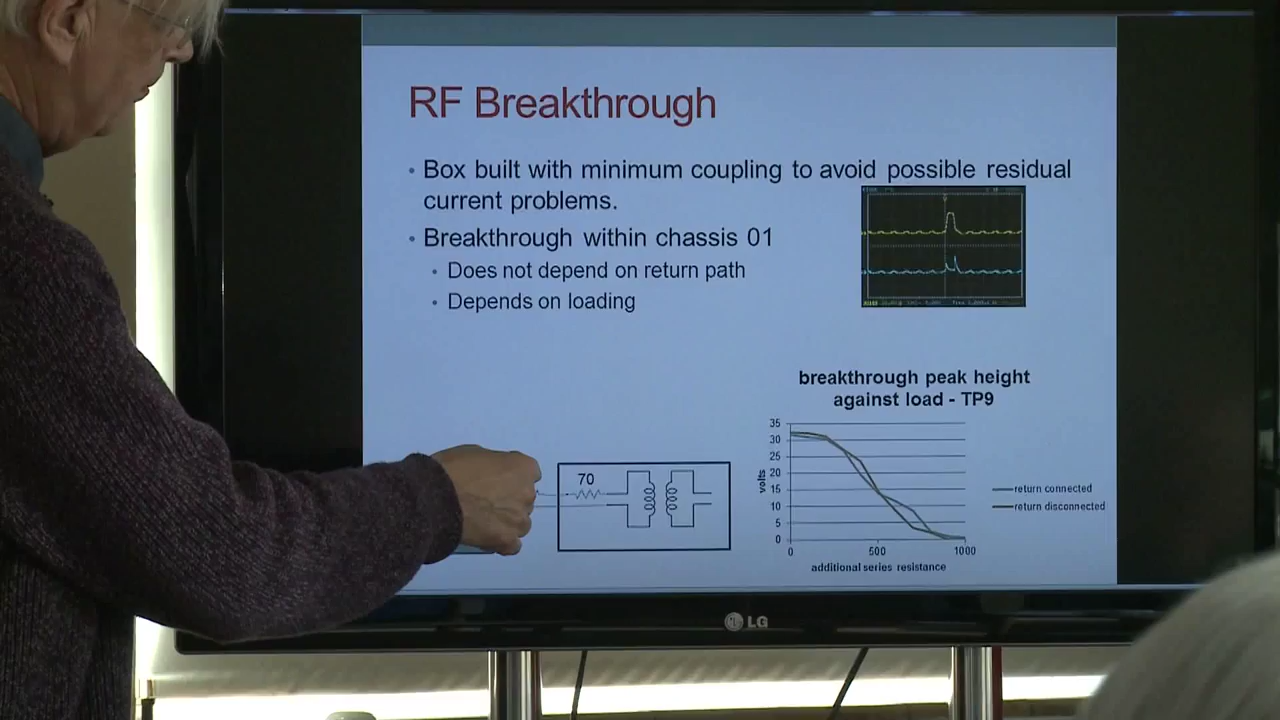 RF Breakthrough
• Box built with minimum coupling to avoid possible residual
current problems.
• Breakthrough within chassis 01
• Does not depend on return path
• Depends on loading
breakthrough peak height
against load - TP9
35
30
25
20
15
10
5
0
volts
0 500 1000
additional series resistance
return connected
return disconnected
70
LG